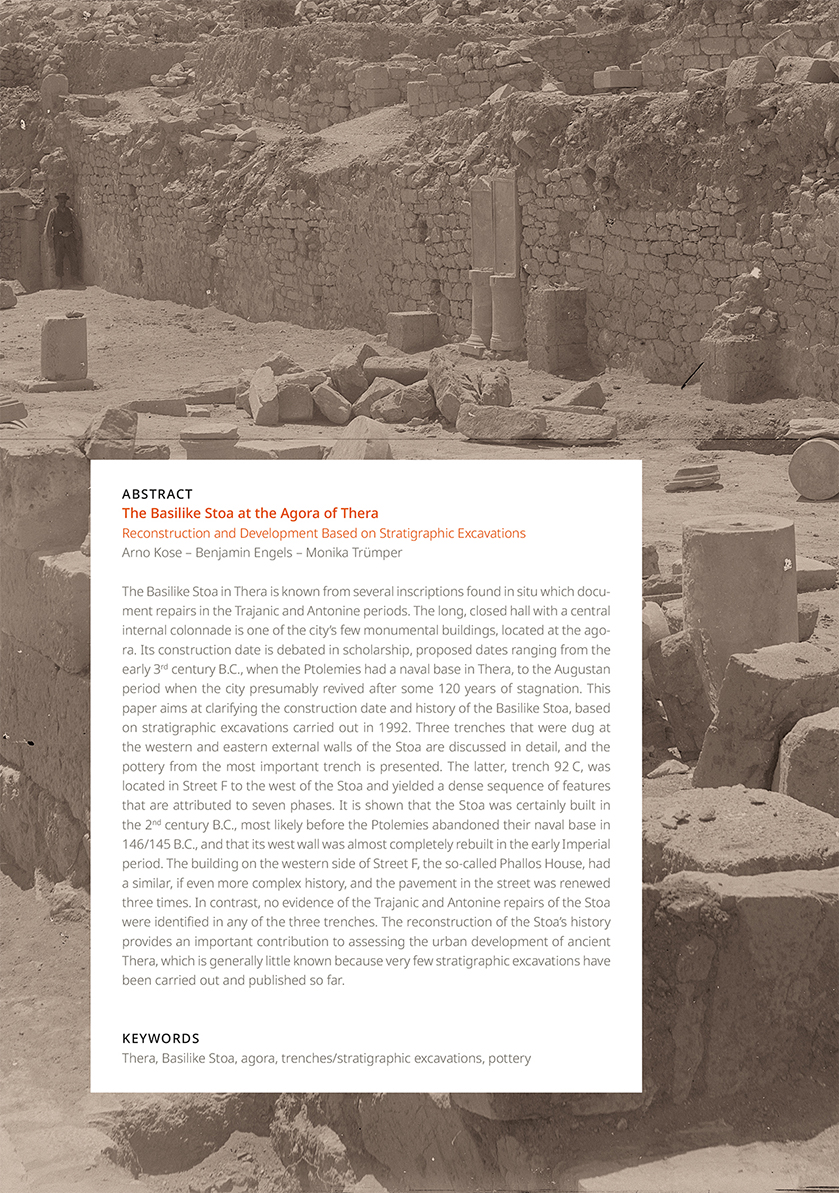 ABSTRACT
The Basilike Stoa at the Agora of Thera
Reconstruction and Development Based on Stratigraphic Excavations
Arno Kose – Benjamin Engels – Monika Trümper
The Basilike Stoa in Thera is known from several inscriptions found in situ which docu-
ment repairs in the Trajanic and Antonine periods. The long, closed hall with a central
internal colonnade is one of the city’s few monumental buildings, located at the ago-
ra. Its construction date is debated in scholarship, proposed dates ranging from the
early 3rd century B.C., when the Ptolemies had a naval base in Thera, to the Augustan
period when the city presumably revived after some 120 years of stagnation. This
paper aims at clarifying the construction date and history of the Basilike Stoa, based
on stratigraphic excavations carried out in 1992. Three trenches that were dug at
the western and eastern external walls of the Stoa are discussed in detail, and the
pottery from the most important trench is presented. The latter, trench 92 C, was
located in Street F to the west of the Stoa and yielded a dense sequence of features
that are attributed to seven phases. It is shown that the Stoa was certainly built in
the 2nd century B.C., most likely before the Ptolemies abandoned their naval base in
146/145 B.C., and that its west wall was almost completely rebuilt in the early Imperial
period. The building on the western side of Street F, the so-called Phallos House, had
a similar, if even more complex history, and the pavement in the street was renewed
three times. In contrast, no evidence of the Trajanic and Antonine repairs of the Stoa
were identified in any of the three trenches. The reconstruction of the Stoa’s history
provides an important contribution to assessing the urban development of ancient
Thera, which is generally little known because very few stratigraphic excavations have
been carried out and published so far.
KEYWORDS
Thera, Basilike Stoa, agora, trenches/stratigraphic excavations, pottery